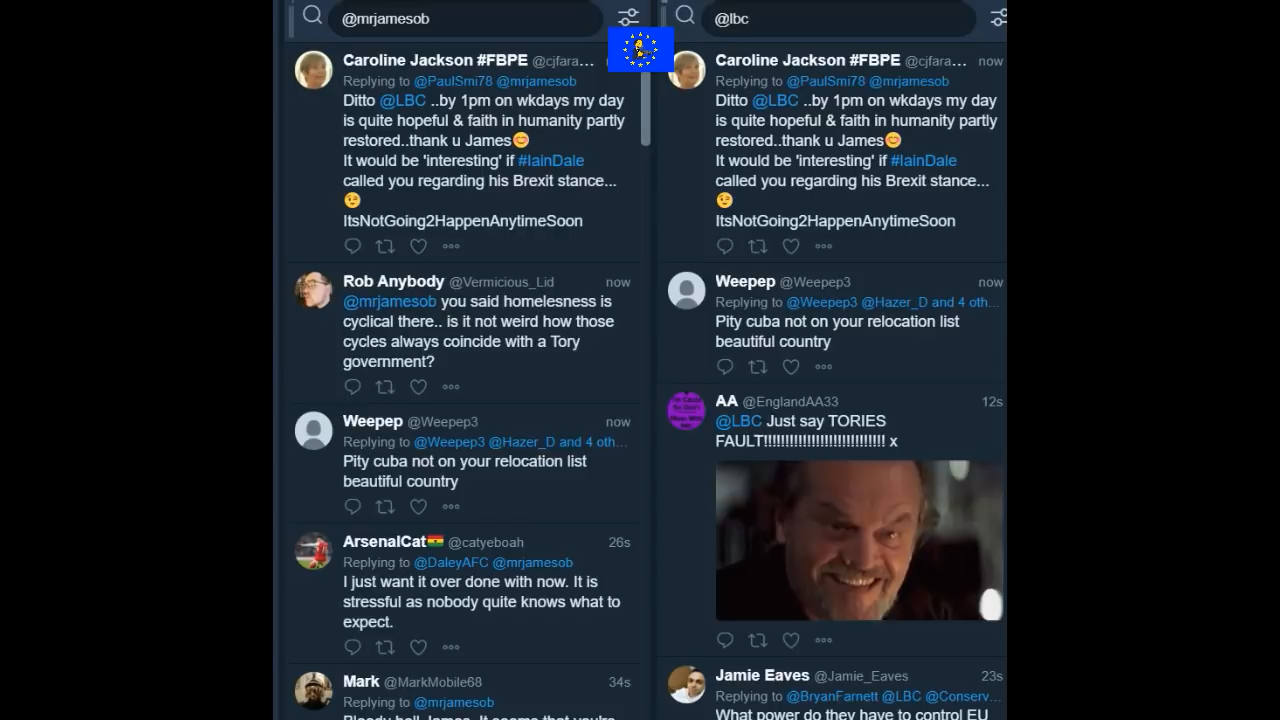 @mrjamesob
Caroline Jackson #FBPE @cjfara...
Replying to @PaulSmi78 @mrjamesob
Ditto @LBC ..by 1pm on wkdays my day
is quite hopeful & faith in humanity partly
restored..thank u James😊
It would be 'interesting' if #IainDale
called you regarding his Brexit stance...
😉
ItsNotGoing2HappenAnytimeSoon
Rob Anybody @Vermicious_Lid now
@mrjamesob you said homelesness is
cyclical there.. is it not weird how those
cycles always coincide with a Tory
government?
Weepep @Weepep3 now
Replying to @Weepep3 @Hazer_D and 4 oth...
Pity cuba not on your relocation list
beautiful country
ArsenalCat🇬🇭 @catyeboah 26s
Replying to @DaleyAFC @mrjamesob
I just want it over done with now. It is
stressful as nobody quite knows what to
expect.
Mark @MarkMobile68 34s
Replying to @mrjamesob
Bloody hell James. It seems that you're
@lbc
Caroline Jackson #FBPE @cjfara... now
Replying to @PaulSmi78 @mrjamesob
Ditto @LBC ..by 1pm on wkdays my day
is quite hopeful & faith in humanity partly
restored..thank u James😊
It would be 'interesting' if #IainDale
called you regarding his Brexit stance...
😉
ItsNotGoing2HappenAnytimeSoon
Weepep @Weepep3 now
Replying to @Weepep3 @Hazer_D and 4 oth...
Pity cuba not on your relocation list
beautiful country
AA @EnglandAA33 12s
@LBC Just say TORIES
FAULT!!!!!!!!!!!!!!!!!!!!!!!!!!!! x
Jamie Eaves @Jamie_Eaves 23s
Replying to @BryanFarnett @LBC @Conserv...
What power do they have to control EU